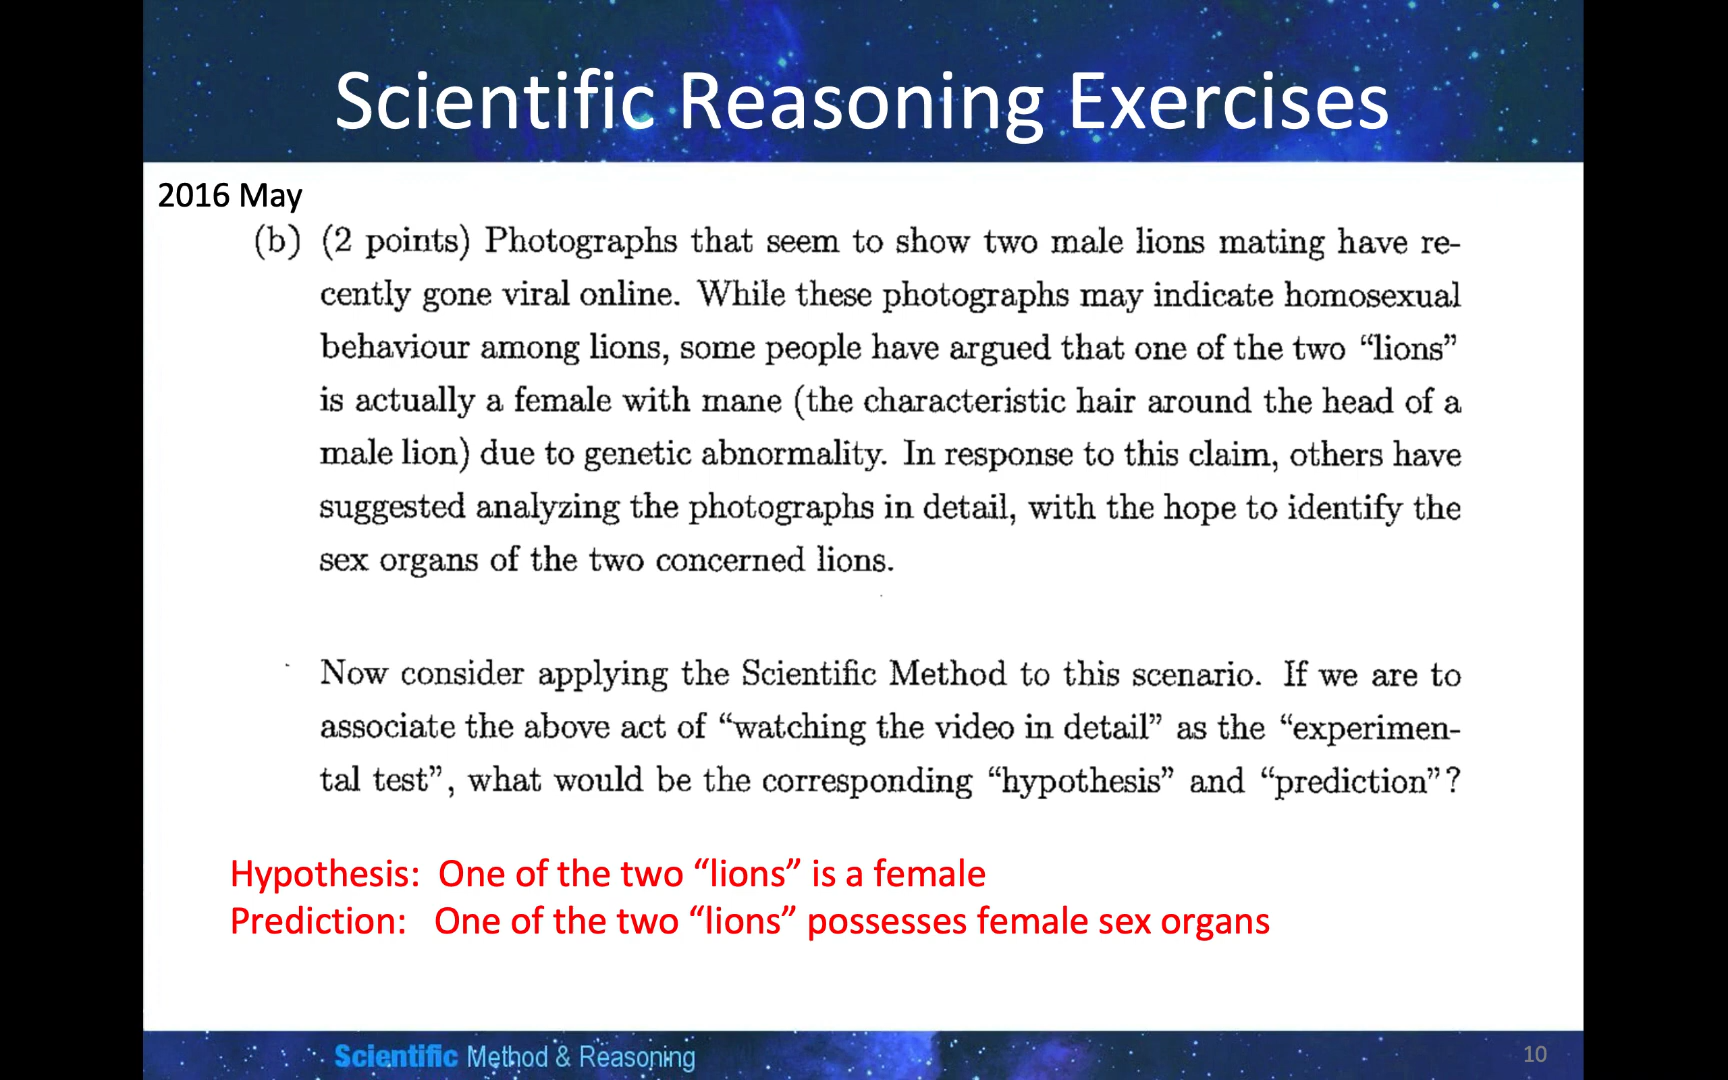 Scientific Reasoning Exercises
2016 May
(b) (2 points) Photographs that seem to show two male lions mating have re-
cently gone viral online. While these photographs may indicate homosexual
behaviour among lions, some people have argued that one of the two “lions”
is actually a female with mane (the characteristic hair around the head of a
male lion) due to genetic abnormality. In response to this claim, others have
suggested analyzing the photographs in detail, with the hope to identify the
sex organs of the two concerned lions.
Now consider applying the Scientific Method to this scenario. If we are to
associate the above act of “watching the video in detail” as the “experimen-
tal test”, what would be the corresponding “hypothesis” and “prediction”?
Hypothesis: One of the two “lions” is a female
Prediction: One of the two “lions” possesses female sex organs
Scientific Method & Reasoning
10